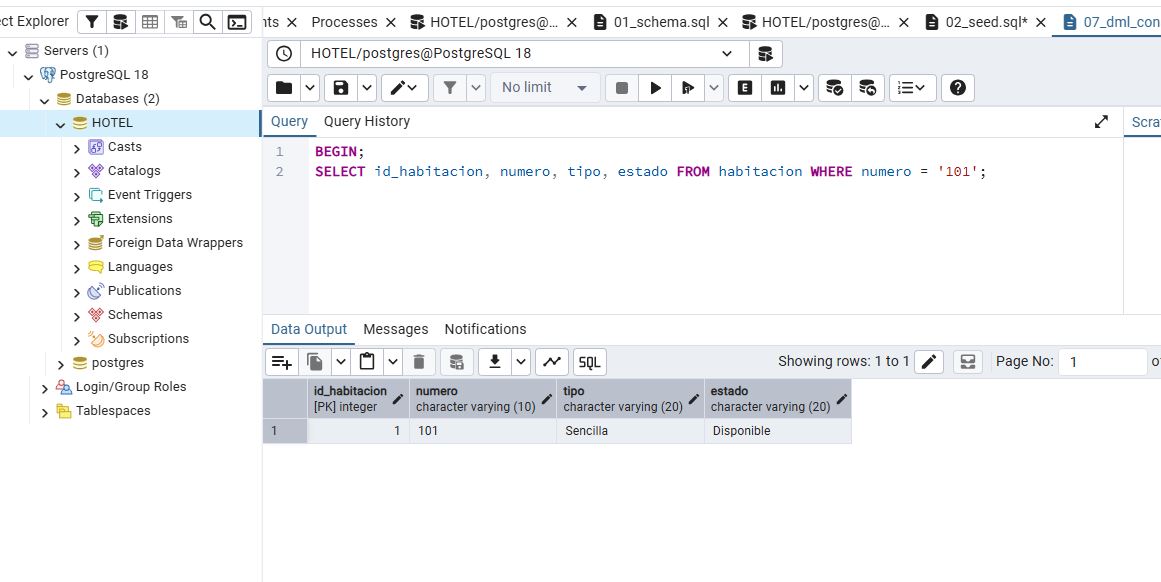 ect Explorer
nts
Processes
HOTEL/postgres@...
01_schema.sql
HOTEL/postgres@...
02_seed.sql*
07_dml_con
Servers (1)
PostgreSQL 18
Databases (2)
HOTEL
Casts
Catalogs
Event Triggers
Extensions
Foreign Data Wrappers
Languages
Publications
Schemas
Subscriptions
postgres
Login/Group Roles
Tablespaces
HOTEL/postgres@PostgreSQL 18
No limit
E
Query
Query History
Scra
1 BEGIN;
2 SELECT id_habitacion, numero, tipo, estado FROM habitacion WHERE numero = '101';
Data Output
Messages
Notifications
SQL
Showing rows: 1 to 1
Page No: 1
o
id_habitacion numero tipo estado
[PK] integer character varying (10) character varying (20) character varying (20)
1 1 101 Sencilla Disponible